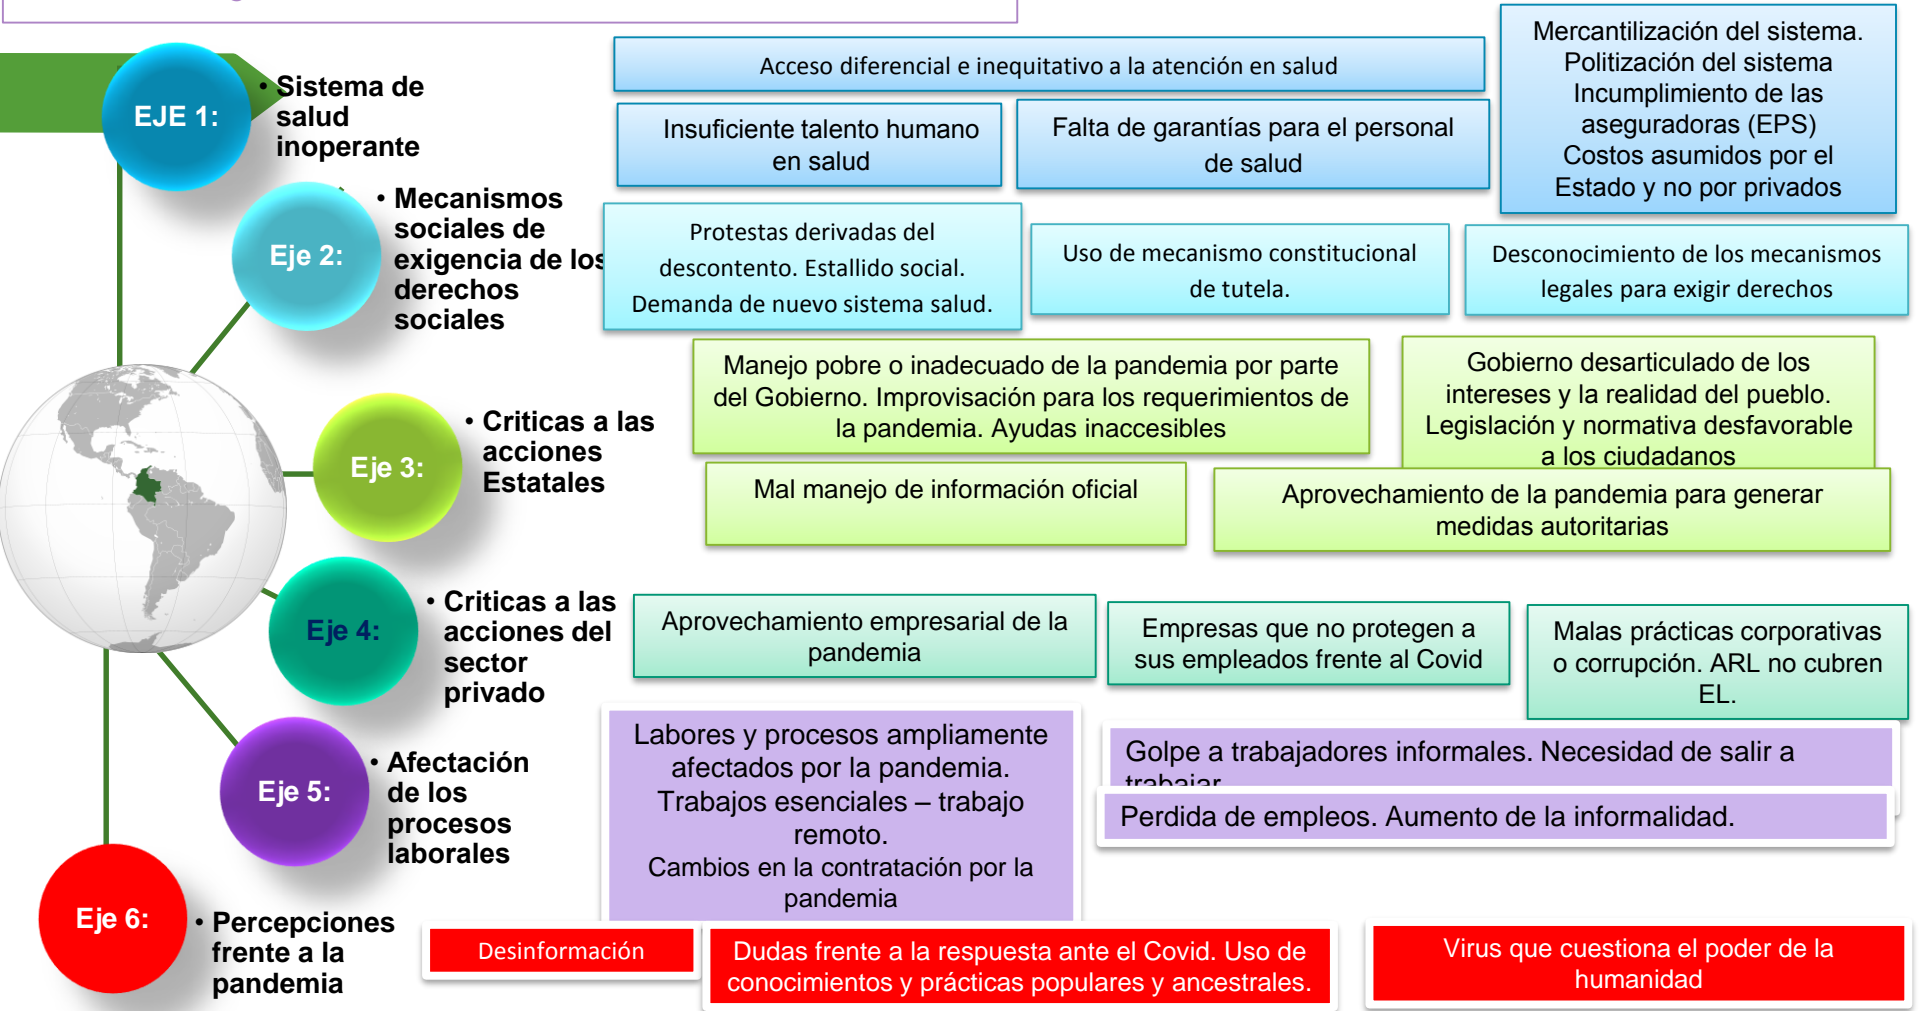 EJE 1:
• Sistema de
salud
inoperante
Acceso diferencial e inequitativo a la atención en salud
Insuficiente talento humano
en salud
Falta de garantías para el personal
de salud
Mercantilización del sistema.
Politización del sistema
Incumplimiento de las
aseguradoras (EPS)
Costos asumidos por el
Estado y no por privados
Eje 2:
• Mecanismos
sociales de
exigencia de los
derechos
sociales
Protestas derivadas del
descontento. Estallido social.
Demanda de nuevo sistema salud.
Uso de mecanismo constitucional
de tutela.
Desconocimiento de los mecanismos
legales para exigir derechos
Eje 3:
• Criticas a las
acciones
Estatales
Manejo pobre o inadecuado de la pandemia por parte
del Gobierno. Improvisación para los requerimientos de
la pandemia. Ayudas inaccesibles
Gobierno desarticulado de los
intereses y la realidad del pueblo.
Legislación y normativa desfavorable
a los ciudadanos
Mal manejo de información oficial
Aprovechamiento de la pandemia para generar
medidas autoritarias
Eje 4:
• Criticas a las
acciones del
sector
privado
Aprovechamiento empresarial de la
pandemia
Empresas que no protegen a
sus empleados frente al Covid
Malas prácticas corporativas
o corrupción. ARL no cubren
EL.
Eje 5:
• Afectación
de los
procesos
laborales
Labores y procesos ampliamente
afectados por la pandemia.
Trabajos esenciales – trabajo
remoto.
Cambios en la contratación por la
pandemia
Golpe a trabajadores informales. Necesidad de salir a
trabajar
Perdida de empleos. Aumento de la informalidad.
Eje 6:
• Percepciones
frente a la
pandemia
Desinformación
Dudas frente a la respuesta ante el Covid. Uso de
conocimientos y prácticas populares y ancestrales.
Virus que cuestiona el poder de la
humanidad